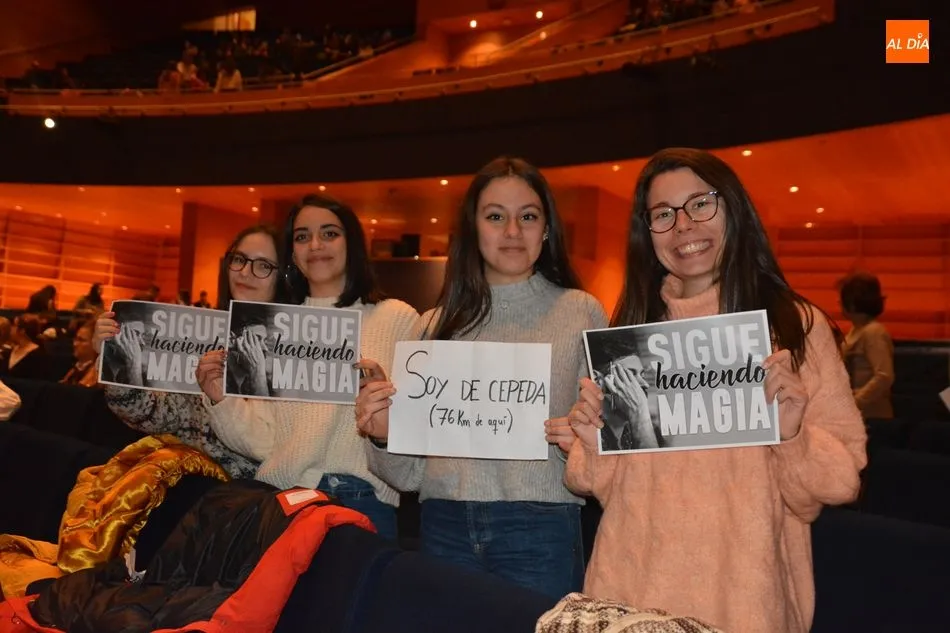 AL DÍA
SIGUE
haciendo
MAGIA
SIGUE
haciendo
MAGIA
SOY DE CEPEDA
(76 Km de aquí)
SIGUE
haciendo
MAGIA